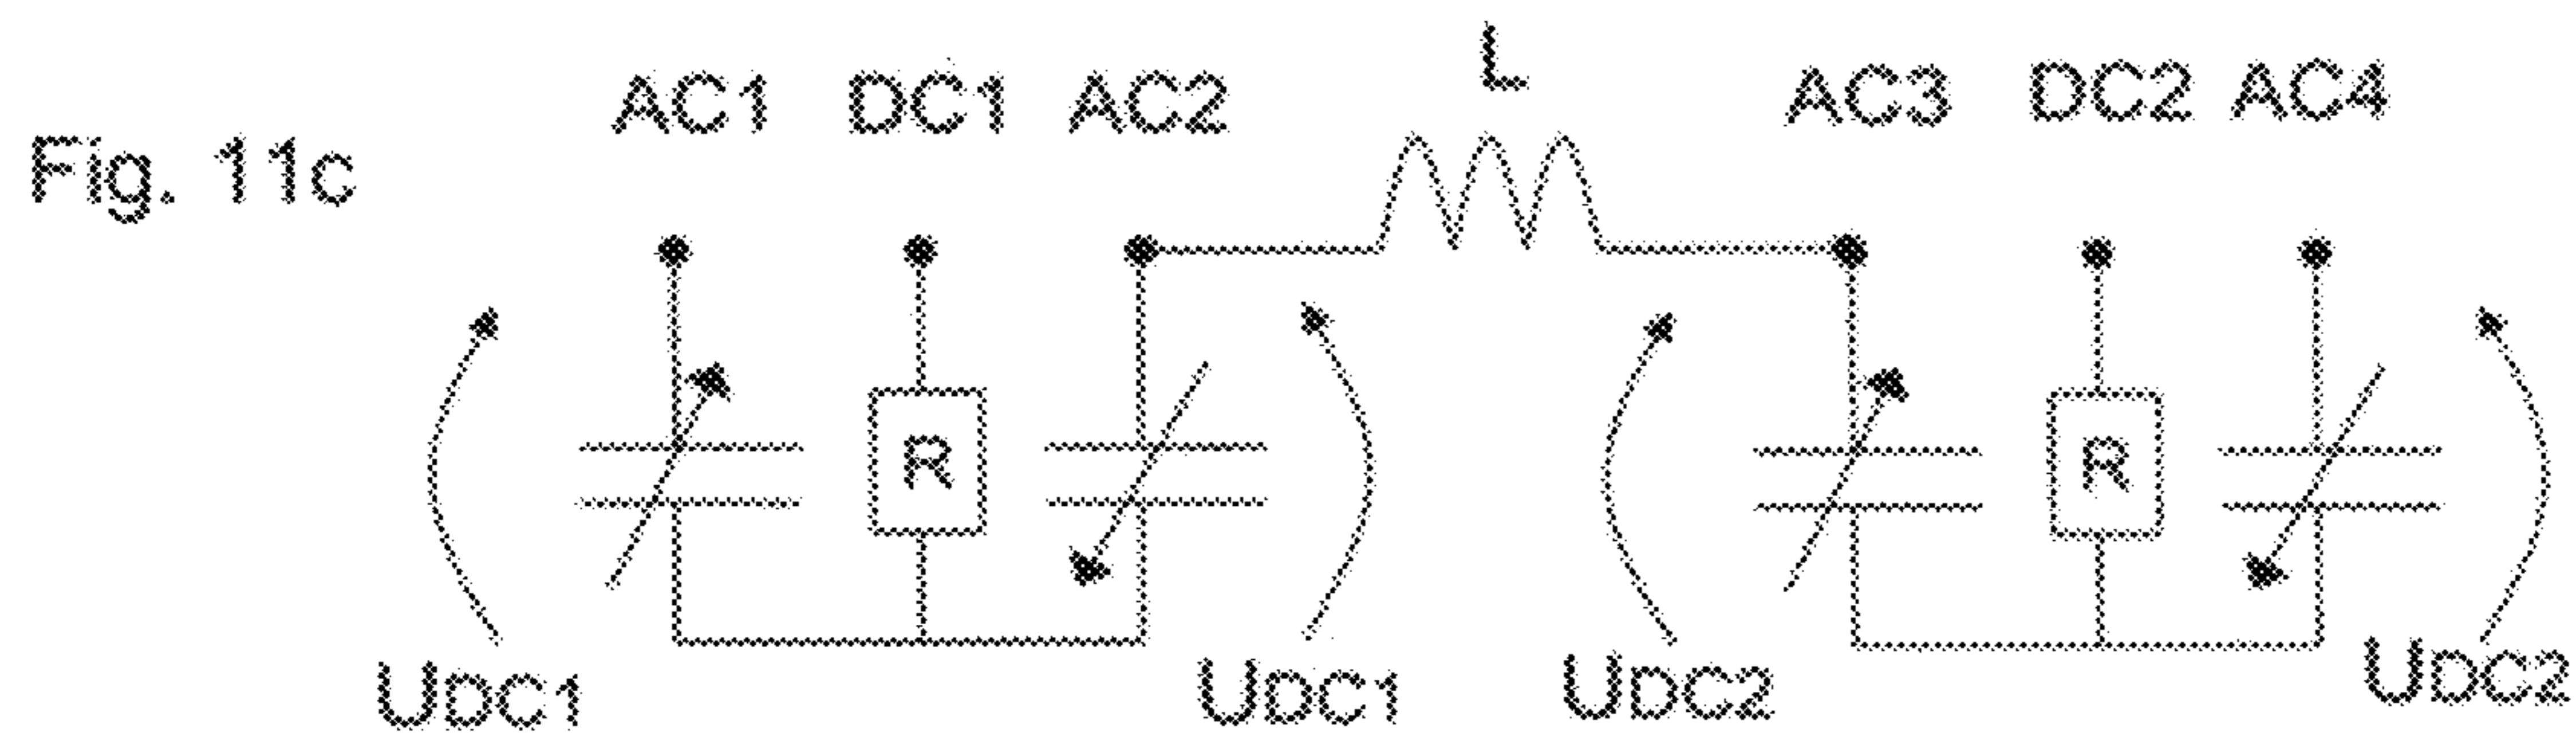 L
AC1 DC1 AC2 AC3 DC2 AC4
Fig. 11c
R R
UDC1 UDC1 UDC2 UDC2